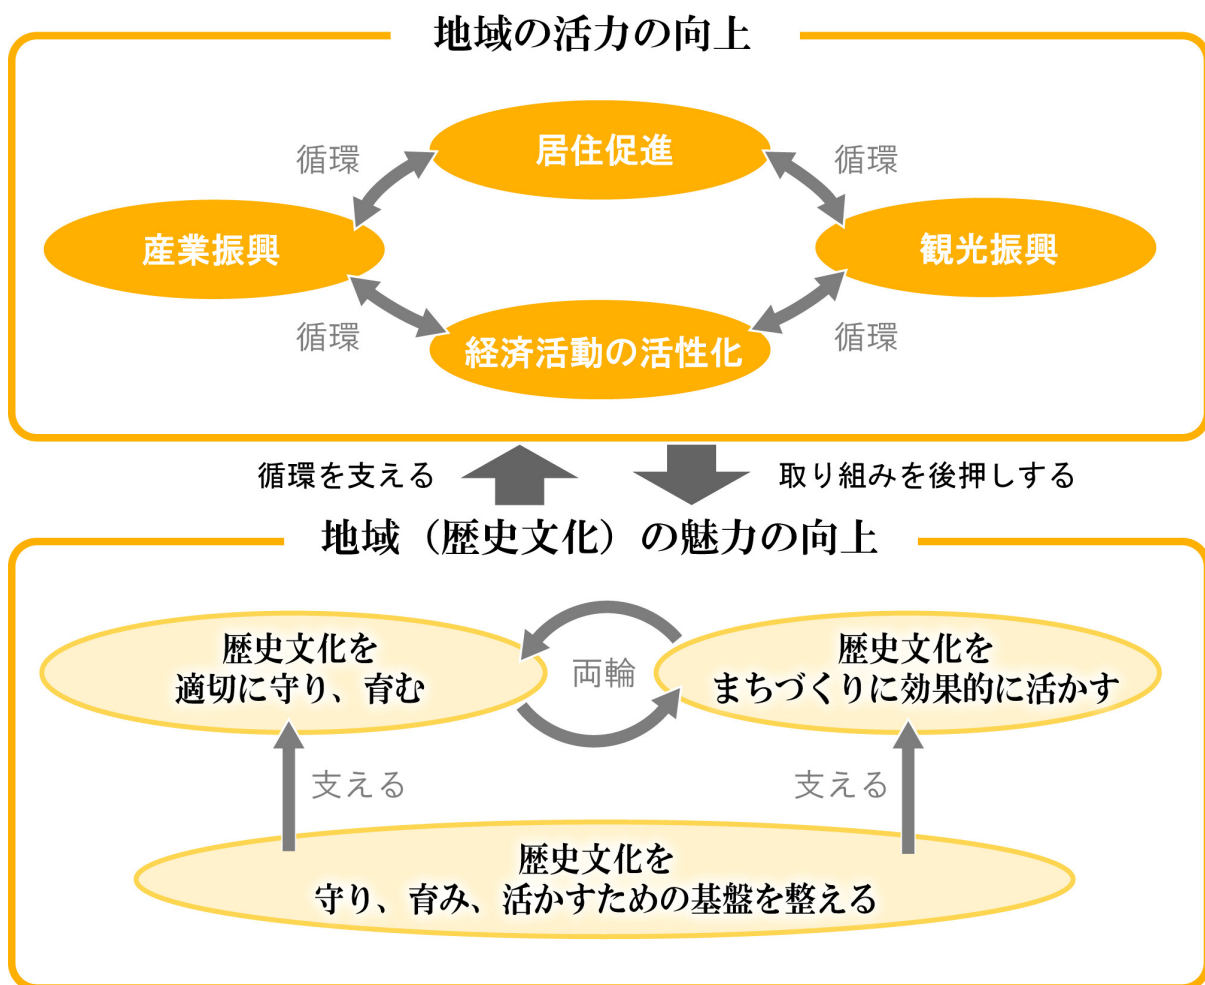 地域の活力の向上
居住促進
循環
循環
産業振興
観光振興
循環
循環
経済活動の活性化
循環を支える
取り組みを後押しする
地域（歴史文化）の魅力の向上
歴史文化を
適切に守り、育む
両輪
歴史文化を
まちづくりに効果的に活かす
支える
支える
歴史文化を
守り、育み、活かすための基盤を整える